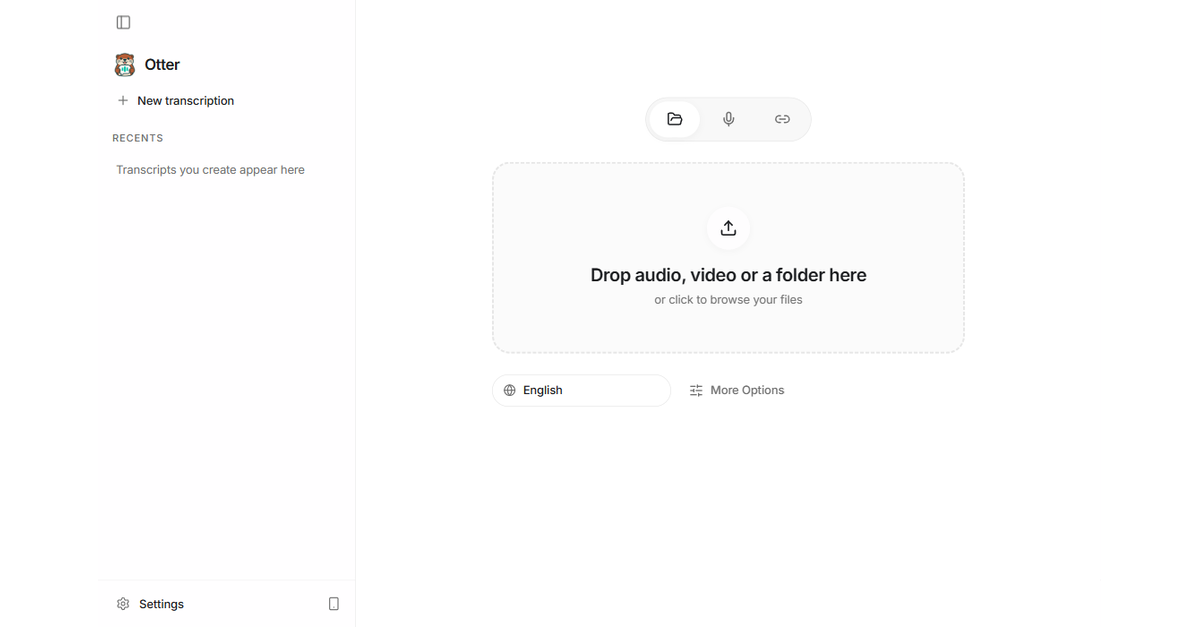 Otter
New transcription
RECENTS
Transcripts you create appear here
Drop audio, video or a folder here
or click to browse your files
English
More Options
Settings